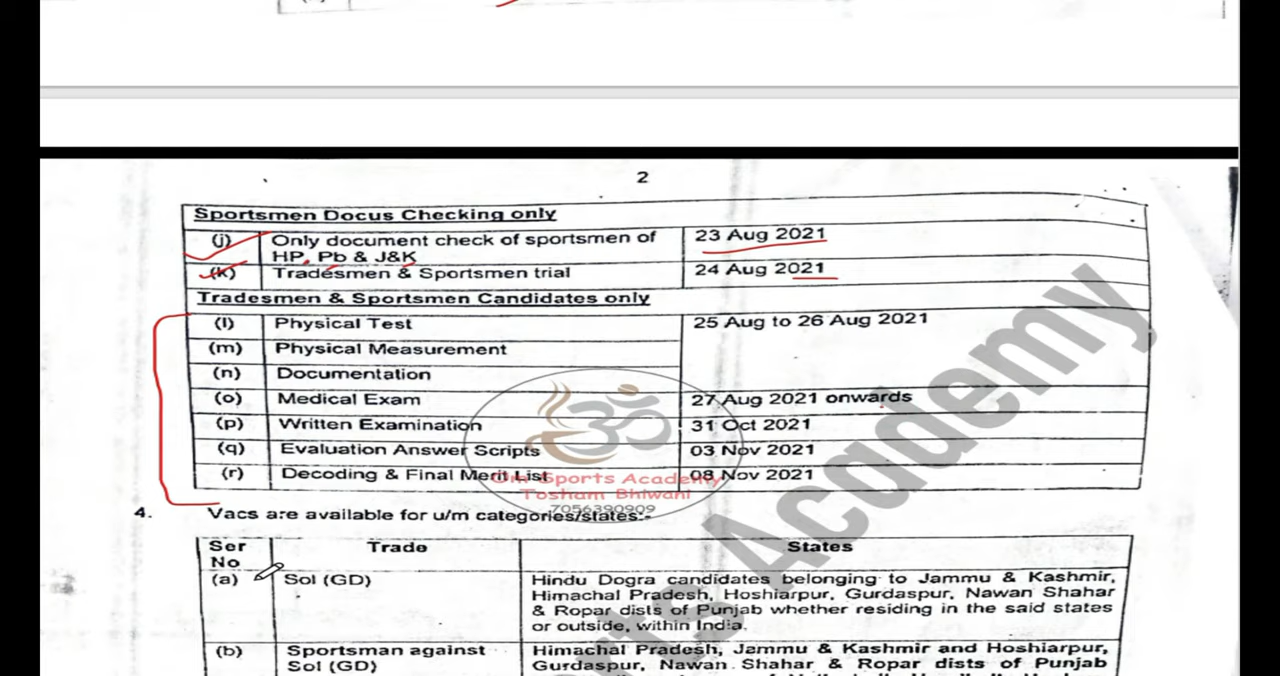 2
Sportsmen Docus Checking only
(j) Only document check of sportsmen of 23 Aug 2021
HP, Pb & J&K
(k) Tradesmen & Sportsmen trial 24 Aug 2021
Tradesmen & Sportsmen Candidates only
(l) Physical Test 25 Aug to 26 Aug 2021
(m) Physical Measurement
(n) Documentation
(o) Medical Exam 27 Aug 2021 onwards
(p) Written Examination 31 Oct 2021
(q) Evaluation Answer Scripts 03 Nov 2021
(r) Decoding & Final Merit List 08 Nov 2021
ॐ
Om Sports Academy
Tosham Bhiwani
7056390909
4. Vacs are available for u/m categories/states:-
Ser Trade States
No
(a) Sol (GD) Hindu Dogra candidates belonging to Jammu & Kashmir,
Himachal Pradesh, Hoshiarpur, Gurdaspur, Nawan Shahar
& Ropar dists of Punjab whether residing in the said states
or outside, within India.
(b) Sportsman against Himachal Pradesh, Jammu & Kashmir and Hoshiarpur,
Sol (GD) Gurdaspur, Nawan Shahar & Ropar dists of Punjab
rts Academy